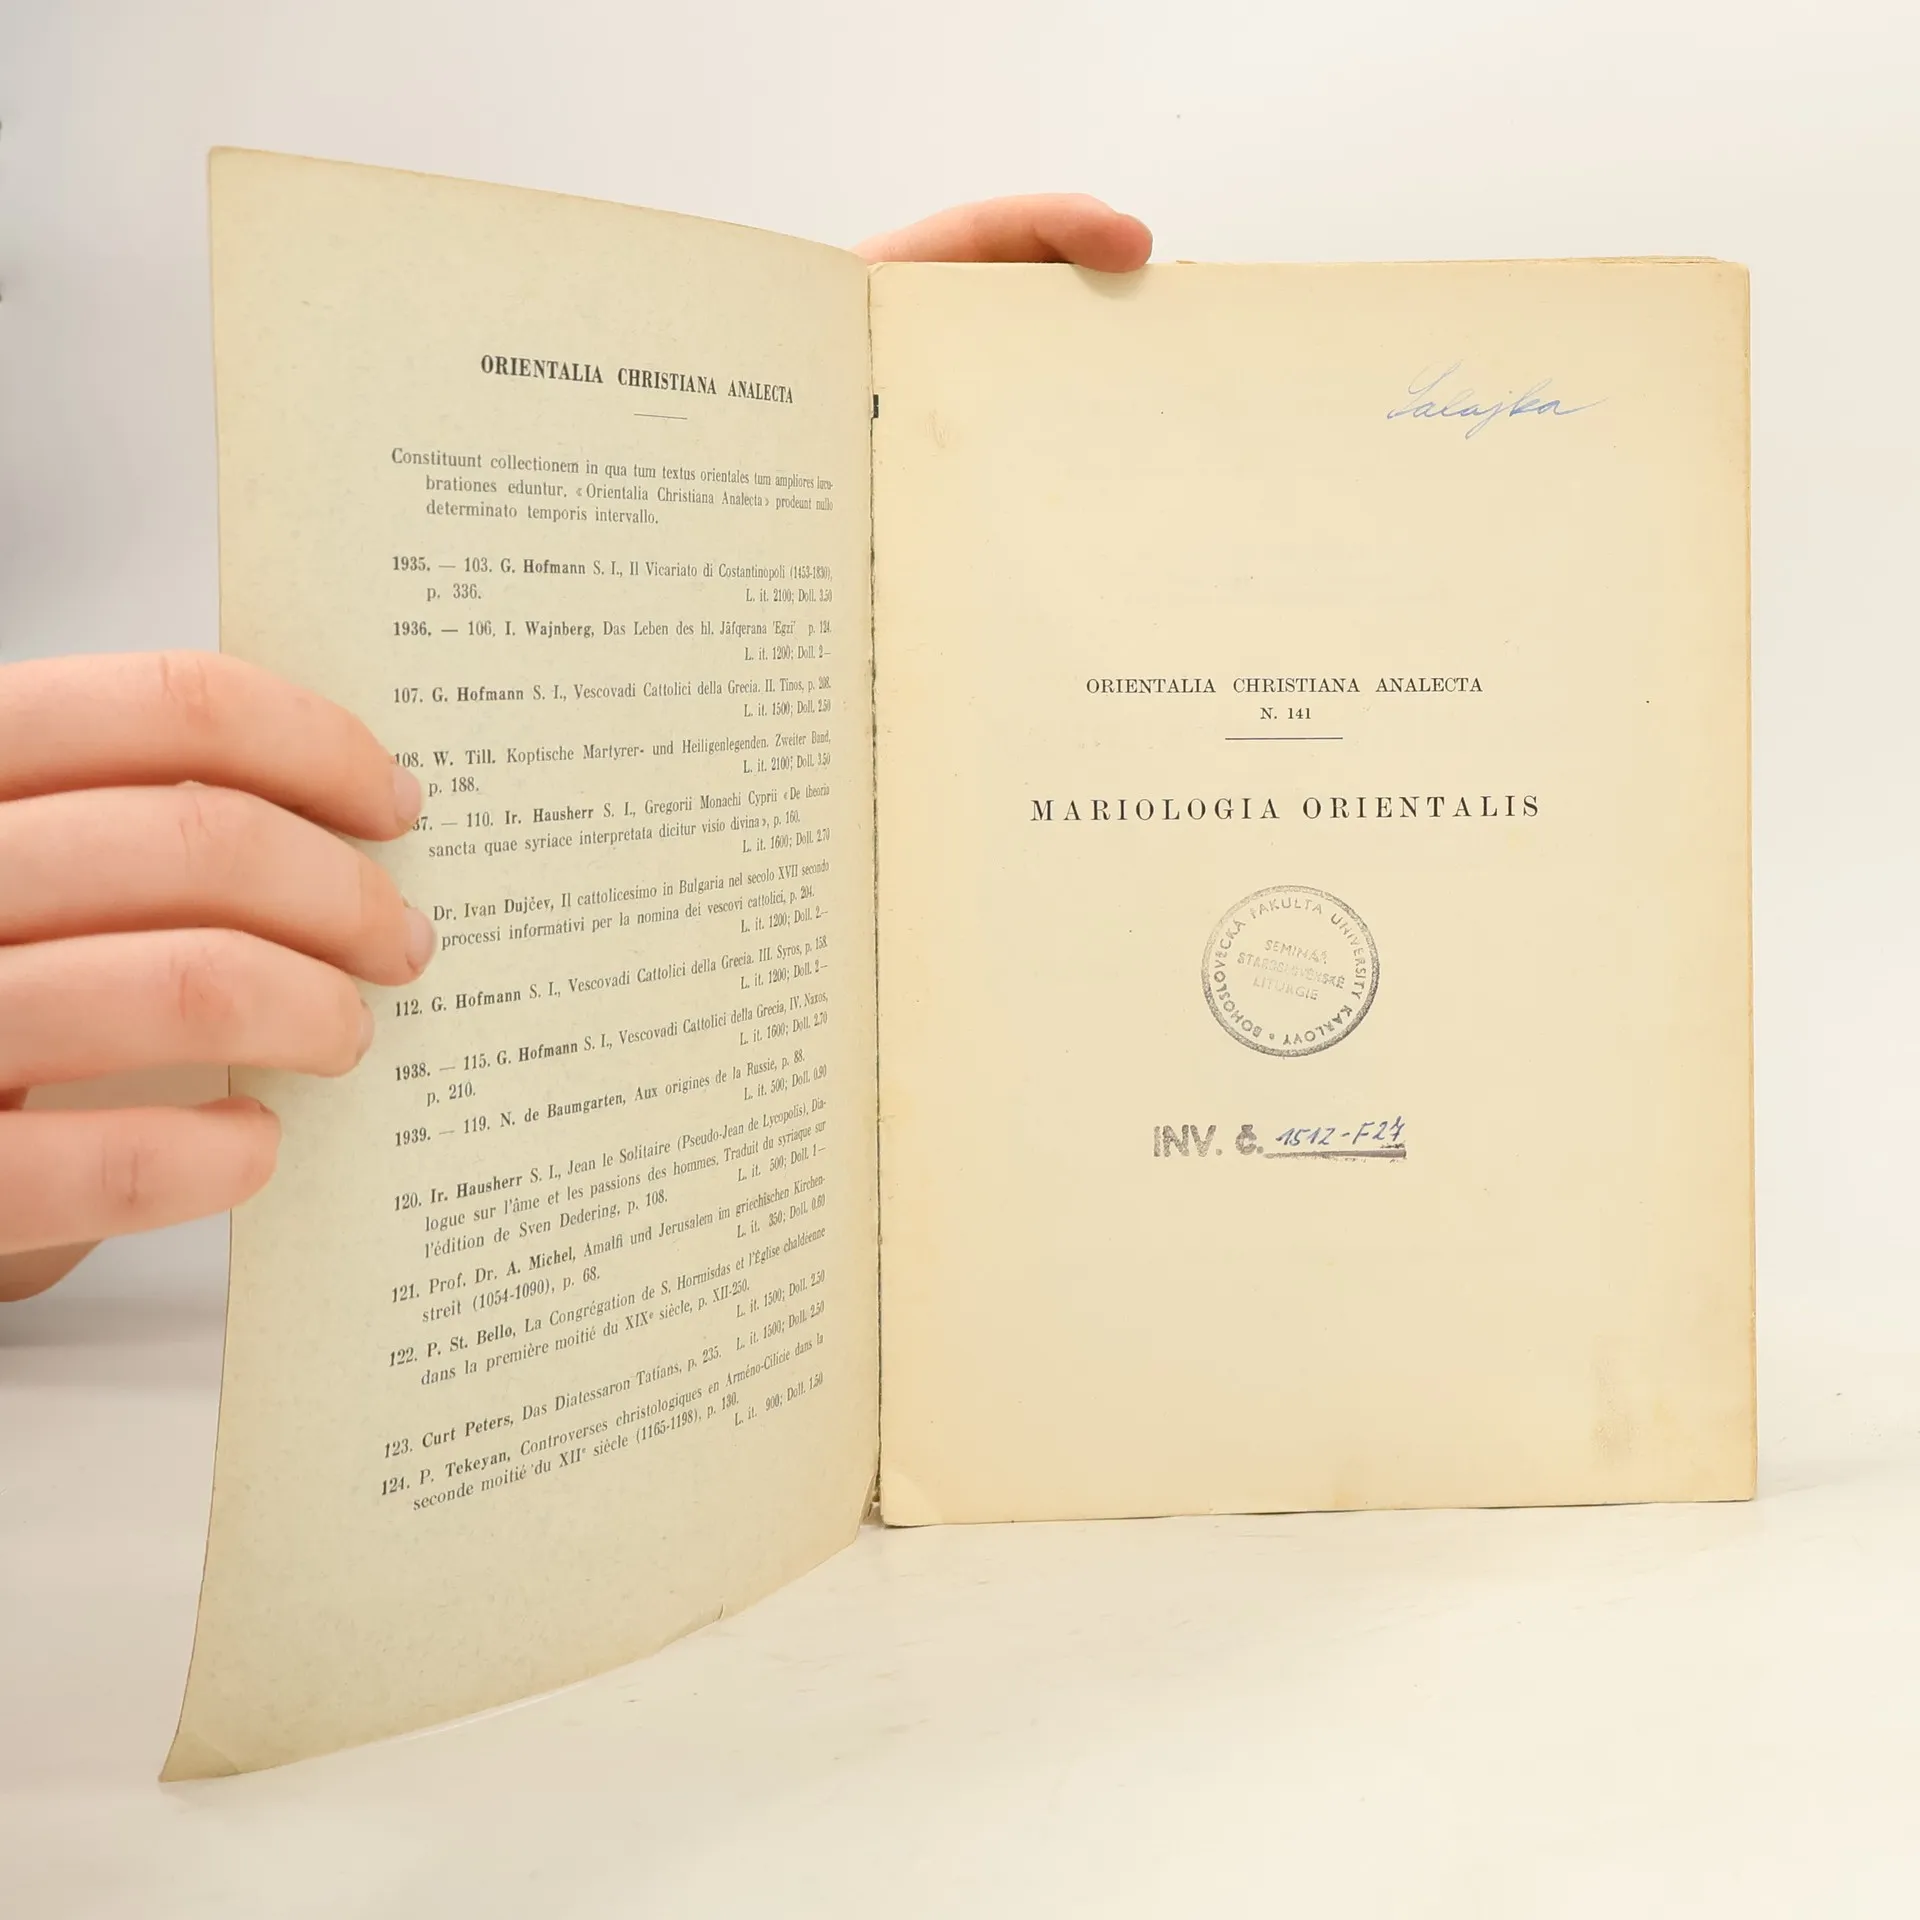 ORIENTALIA CHRISTIANA ANALECTA
Constituunt collectionem in qua tum textus orientales tum ampliores lucu-
brationes eduntur. «Orientalia Christiana Analecta» prodeunt nullo
determinato temporis intervallo.
1935. — 103. G. Hofmann S. I., Il Vicariato di Costantinopoli (1453-1830),
p. 336. L. it. 2100; Doll. 3.50
1936. — 106. I. Wajnberg, Das Leben des hl. Jāfqerana 'Egzi' p. 124.
L. it. 1200; Doll. 2—
107. G. Hofmann S. I., Vescovadi Cattolici della Grecia. II. Tinos, p. 208.
L. it. 1500; Doll. 2.50
108. W. Till. Koptische Martyrer- und Heiligenlegenden. Zweiter Band,
p. 188. L. it. 2100; Doll. 3.50
37. — 110. Ir. Hausherr S. I., Gregorii Monachi Cyprii «De theoria
sancta quae syriace interpretata dicitur visio divina», p. 160.
L. it. 1600; Doll. 2.70
Dr. Ivan Dujčev, Il cattolicesimo in Bulgaria nel secolo XVII secondo
processi informativi per la nomina dei vescovi cattolici, p. 204.
L. it. 1200; Doll. 2—
112. G. Hofmann S. I., Vescovadi Cattolici della Grecia. III. Syros, p. 158.
L. it. 1200; Doll. 2—
1938. — 115. G. Hofmann S. I., Vescovadi Cattolici della Grecia, IV. Naxos,
p. 210. L. it. 1600; Doll. 2.70
1939. — 119. N. de Baumgarten, Aux origines de la Russie, p. 88.
L. it. 500; Doll. 0.90
120. Ir. Hausherr S. I., Jean le Solitaire (Pseudo-Jean de Lycopolis), Dia-
logue sur l'âme et les passions des hommes. Traduit du syriaque sur
l'édition de Sven Dedering, p. 108. L. it. 500; Doll. 1—
121. Prof. Dr. A. Michel, Amalfi und Jerusalem im griechischen Kirchen-
streit (1054-1090), p. 68. L. it. 350; Doll. 0.60
122. P. St. Bello, La Congrégation de S. Hormisdas et l'Église chaldéenne
dans la première moitié du XIXe siècle, p. XII-250.
L. it. 1500; Doll. 2.50
123. Curt Peters, Das Diatessaron Tatians, p. 235. L. it. 1500; Doll. 2.50
124. P. Tekeyan, Controverses christologiques en Arméno-Cilicie dans la
seconde moitié du XIIe siècle (1165-1198), p. 130.
L. it. 900; Doll. 1.50
Salajka
ORIENTALIA CHRISTIANA ANALECTA
N. 141
MARIOLOGIA ORIENTALIS
BOHOSLOVECKÁ FAKULTA UNIVERSITY KARLOVY
SEMINÁŘ
STAROSLOVĚNSKÉ
LITURGIE
INV. č. 1512-F27